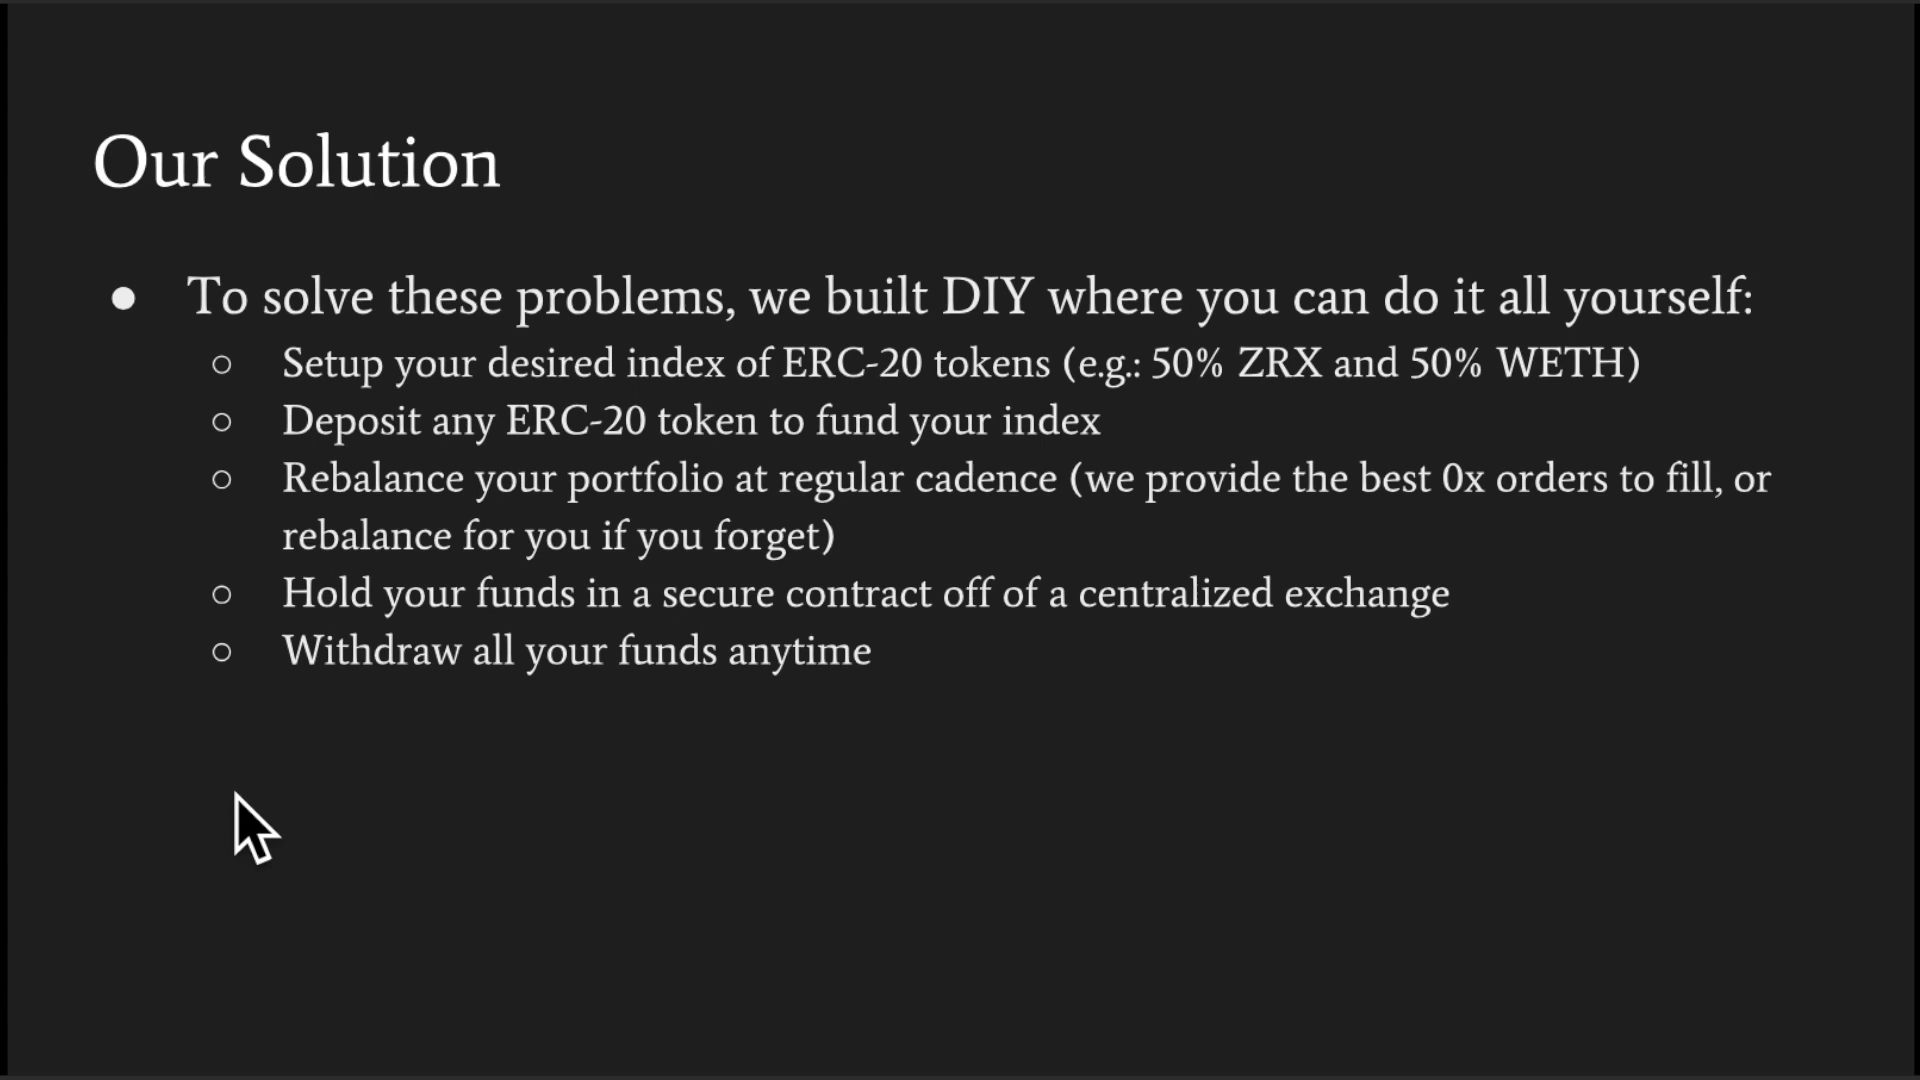 Our Solution
● To solve these problems, we built DIY where you can do it all yourself:
○ Setup your desired index of ERC-20 tokens (e.g.: 50% ZRX and 50% WETH)
○ Deposit any ERC-20 token to fund your index
○ Rebalance your portfolio at regular cadence (we provide the best 0x orders to fill, or
rebalance for you if you forget)
○ Hold your funds in a secure contract off of a centralized exchange
○ Withdraw all your funds anytime